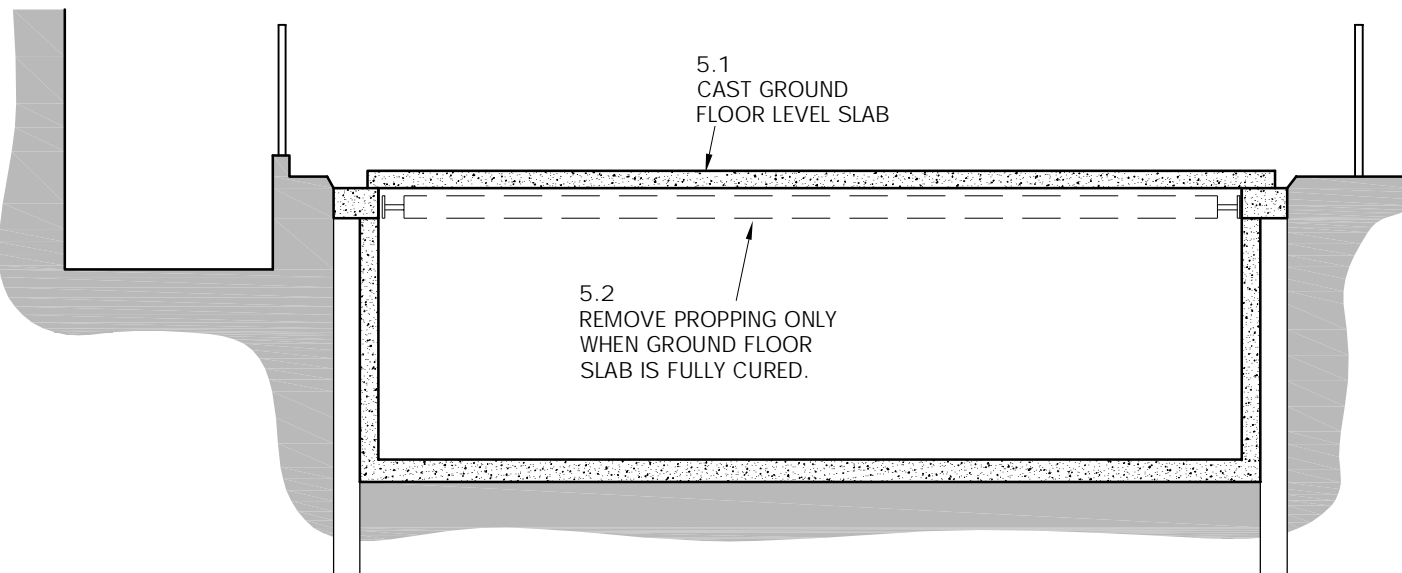 5.1
CAST GROUND
FLOOR LEVEL SLAB
5.2
REMOVE PROPPING ONLY
WHEN GROUND FLOOR
SLAB IS FULLY CURED.